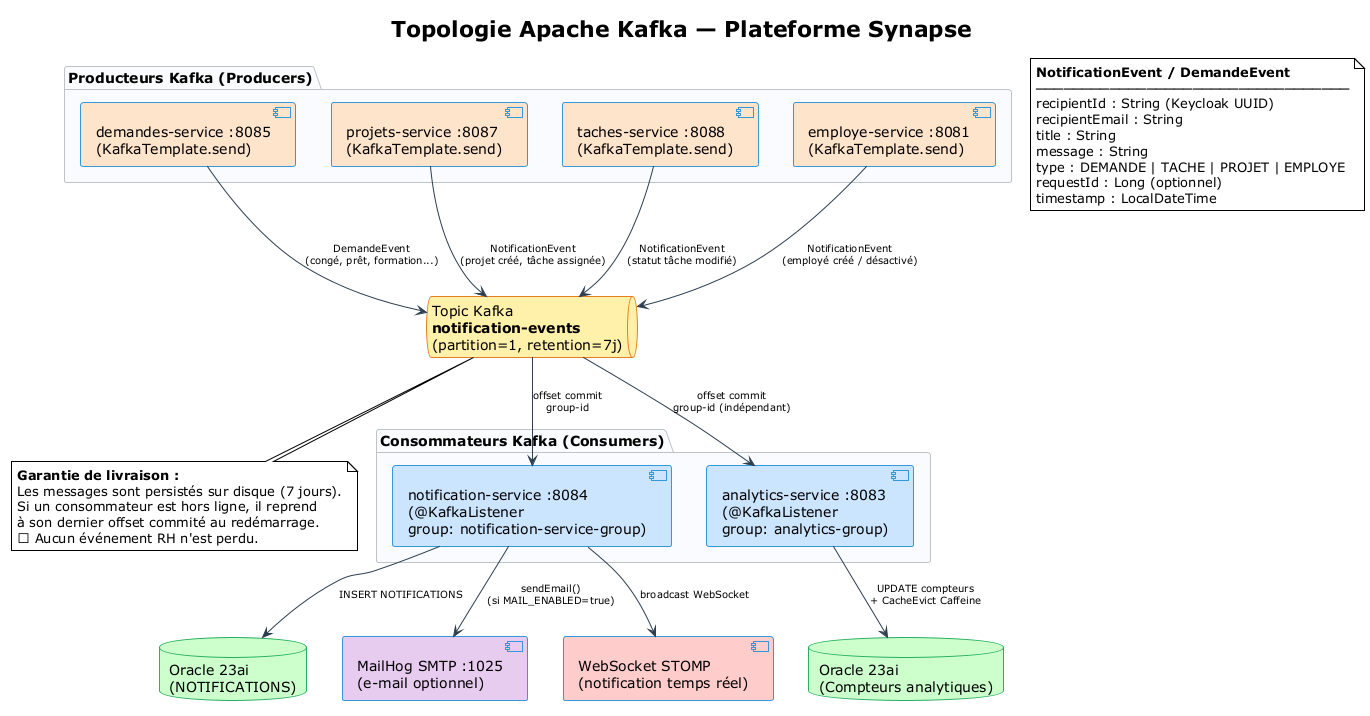 Topologie Apache Kafka — Plateforme Synapse
Producteurs Kafka (Producers)
demandes-service :8085
(KafkaTemplate.send)
projets-service :8087
(KafkaTemplate.send)
taches-service :8088
(KafkaTemplate.send)
employe-service :8081
(KafkaTemplate.send)
NotificationEvent / DemandeEvent
recipientId : String (Keycloak UUID)
recipientEmail : String
title : String
message : String
type : DEMANDE | TACHE | PROJET | EMPLOYE
requestId : Long (optionnel)
timestamp : LocalDateTime
DemandeEvent
(congé, prêt, formation...)
NotificationEvent
(projet créé, tâche assignée)
NotificationEvent
(statut tâche modifié)
NotificationEvent
(employé créé / désactivé)
Topic Kafka
notification-events
(partition=1, retention=7j)
offset commit
group-id
offset commit
group-id (indépendant)
Garantie de livraison :
Les messages sont persistés sur disque (7 jours).
Si un consommateur est hors ligne, il reprend
à son dernier offset commité au redémarrage.
☐ Aucun événement RH n'est perdu.
Consommateurs Kafka (Consumers)
notification-service :8084
(@KafkaListener
group: notification-service-group)
analytics-service :8083
(@KafkaListener
group: analytics-group)
INSERT NOTIFICATIONS
sendEmail()
(si MAIL_ENABLED=true)
broadcast WebSocket
UPDATE compteurs
+ CacheEvict Caffeine
Oracle 23ai
(NOTIFICATIONS)
MailHog SMTP :1025
(e-mail optionnel)
WebSocket STOMP
(notification temps réel)
Oracle 23ai
(Compteurs analytiques)